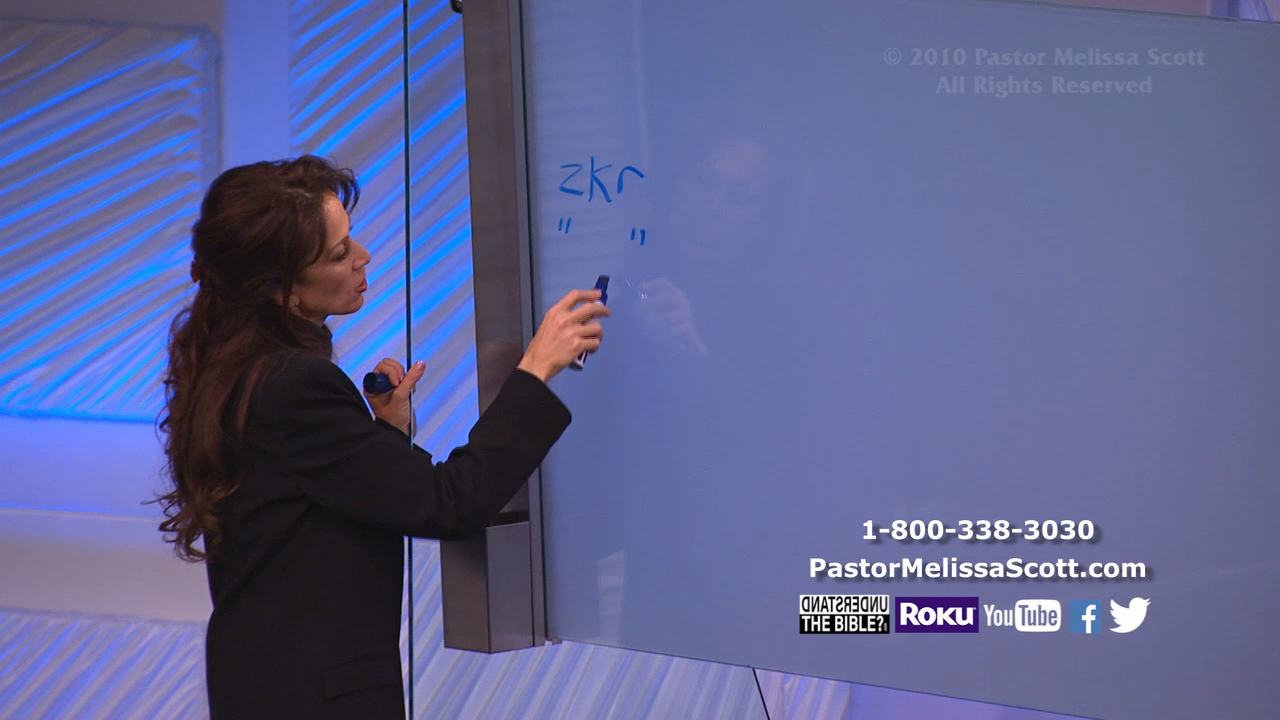 © 2010 Pastor Melissa Scott
All Rights Reserved
zkr
" "
1-800-338-3030
PastorMelissaScott.com
UNDERSTAND
THE BIBLE?
ROKU
YouTube
f